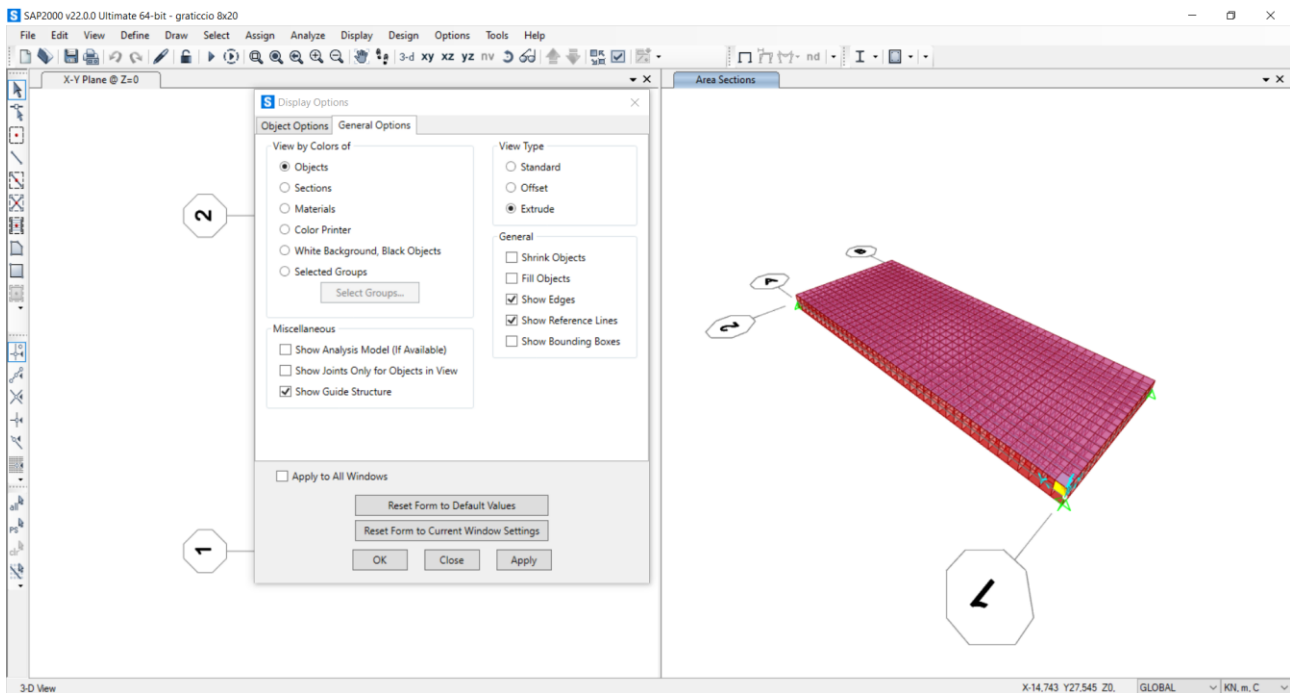 SAP2000 v22.0.0 Ultimate 64-bit - graticcio 8x20
File Edit View Define Draw Select Assign Analyze Display Design Options Tools Help
3-d xy xz yz nv nd
X-Y Plane @ Z=0
Area Sections
Display Options
Object Options General Options
View by Colors of
Objects
Sections
Materials
Color Printer
White Background, Black Objects
Selected Groups
Select Groups...
Miscellaneous
Show Analysis Model (If Available)
Show Joints Only for Objects in View
Show Guide Structure
View Type
Standard
Offset
Extrude
General
Shrink Objects
Fill Objects
Show Edges
Show Reference Lines
Show Bounding Boxes
Apply to All Windows
Reset Form to Default Values
Reset Form to Current Window Settings
OK Close Apply
2
1
2
1
all
PS
clr
3-D View
X-14,743 Y27,545 Z0, GLOBAL KN, m, C